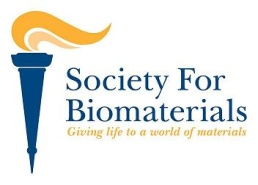 Society For
Biomaterials
Giving life to a world of materials